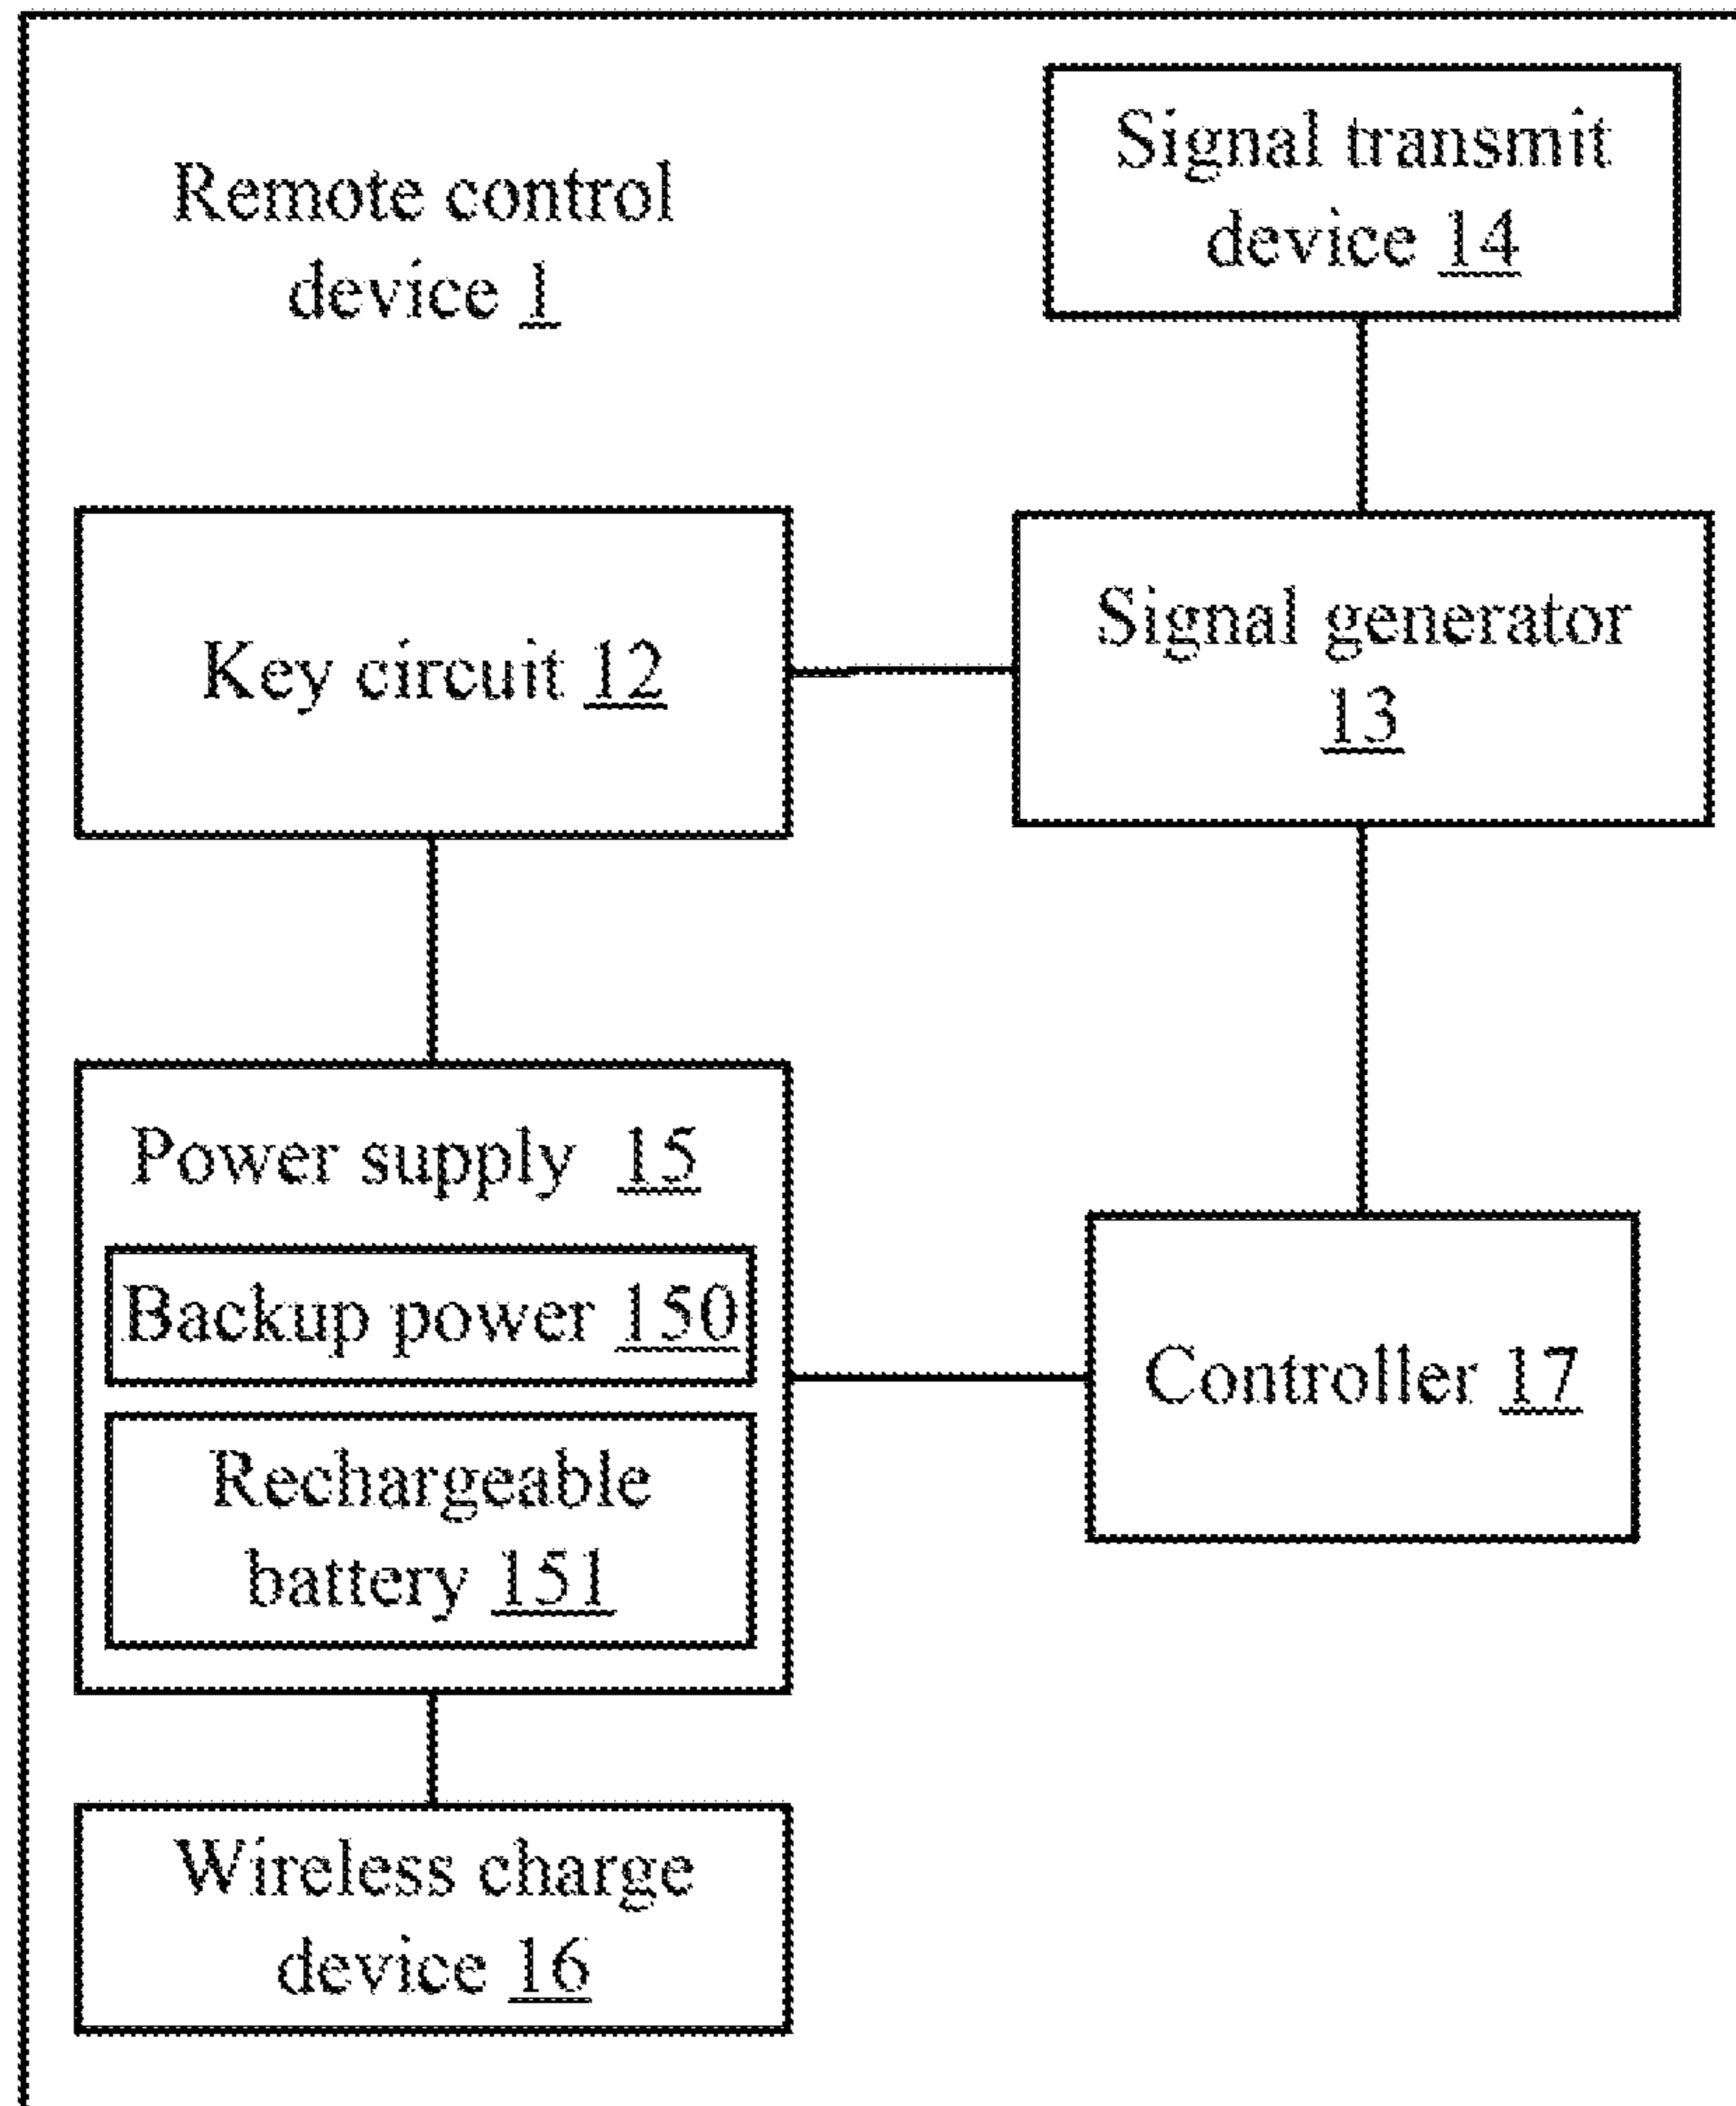 Remote control
device 1
Signal transmit
device 14
Key circuit 12
Signal generator
13
Power supply 15
Backup power 150
Rechargeable
battery 151
Controller 17
Wireless charge
device 16